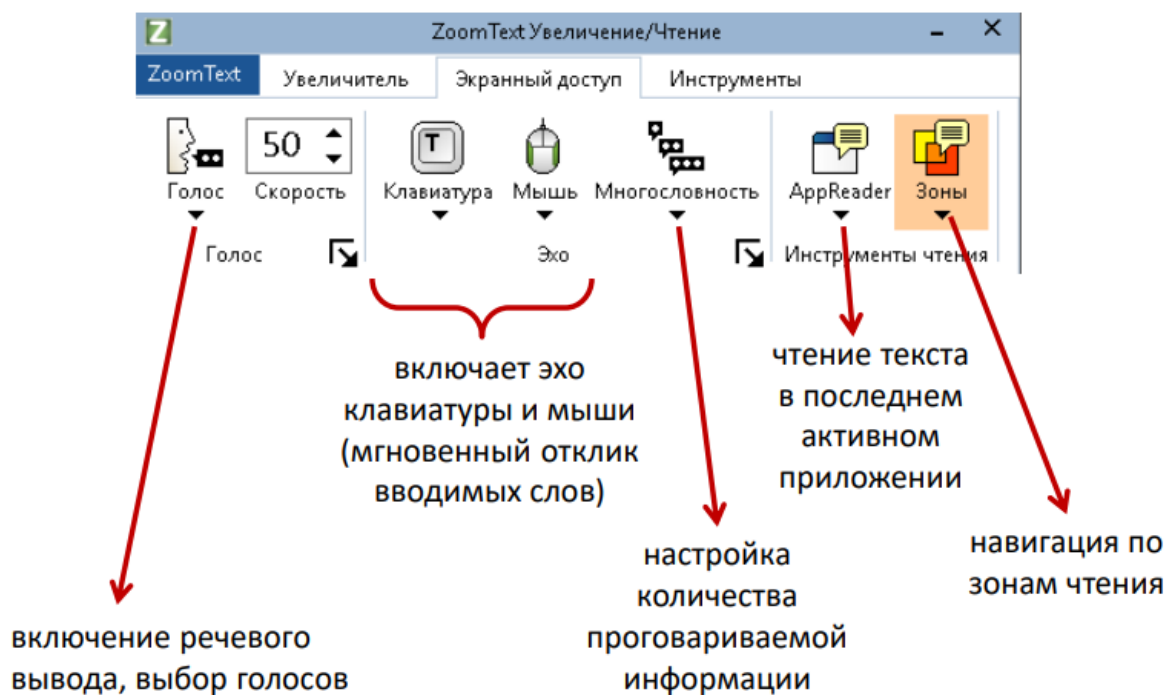 Z
ZoomText Увеличение/Чтение
ZoomText Увеличитель Экранный доступ Инструменты
50
T
Голос Скорость Клавиатура Мышь Многословность AppReader Зоны
Голос Эхо Инструменты чтения
включает эхо
клавиатуры и мыши
(мгновенный отклик
вводимых слов)
чтение текста
в последнем
активном
приложении
настройка
количества
проговариваемой
информации
навигация по
зонам чтения
включение речевого
вывода, выбор голосов